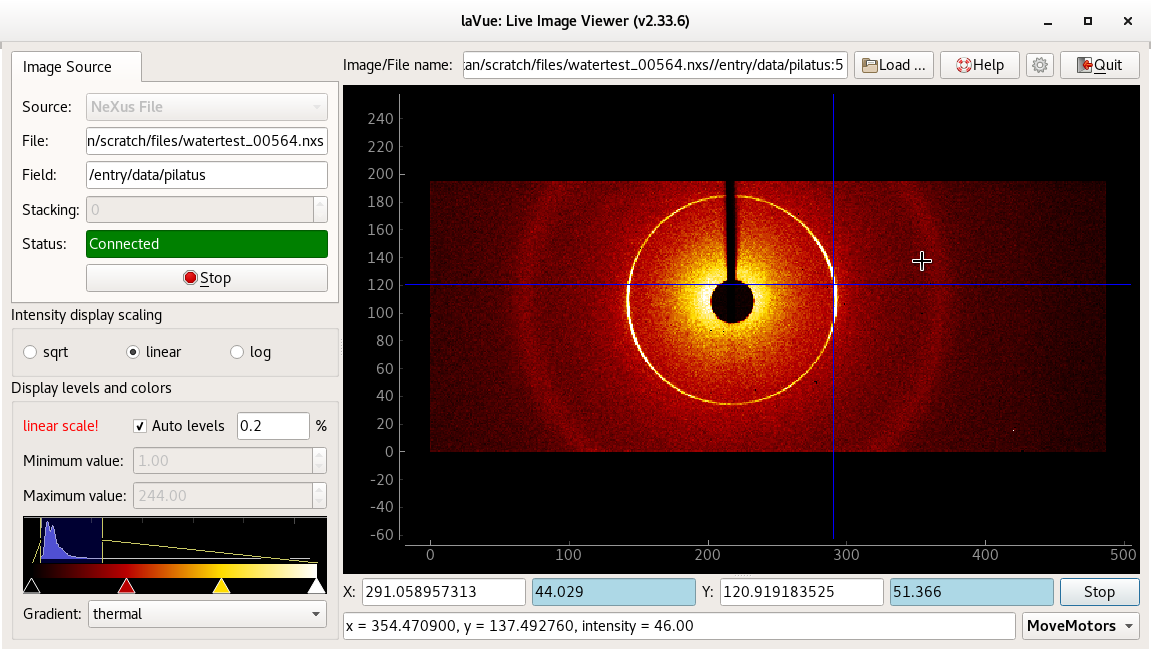 laVue: Live Image Viewer (v2.33.6)
Image Source
Image/File name: :an/scratch/files/watertest_00564.nxs//entry/data/pilatus:5 Load ... Help Quit
Source: NeXus File
File: n/scratch/files/watertest_00564.nxs
Field: /entry/data/pilatus
Stacking: 0
Status: Connected
Stop
Intensity display scaling
sqrt linear log
Display levels and colors
linear scale! Auto levels 0.2 %
Minimum value: 1.00
Maximum value: 244.00
Gradient: thermal
240
220
200
180
160
140
120
100
80
60
40
20
0
-20
-40
-60
0 100 200 300 400 500
X: 291.058957313 44.029 Y: 120.919183525 51.366 Stop
x = 354.470900, y = 137.492760, intensity = 46.00 MoveMotors